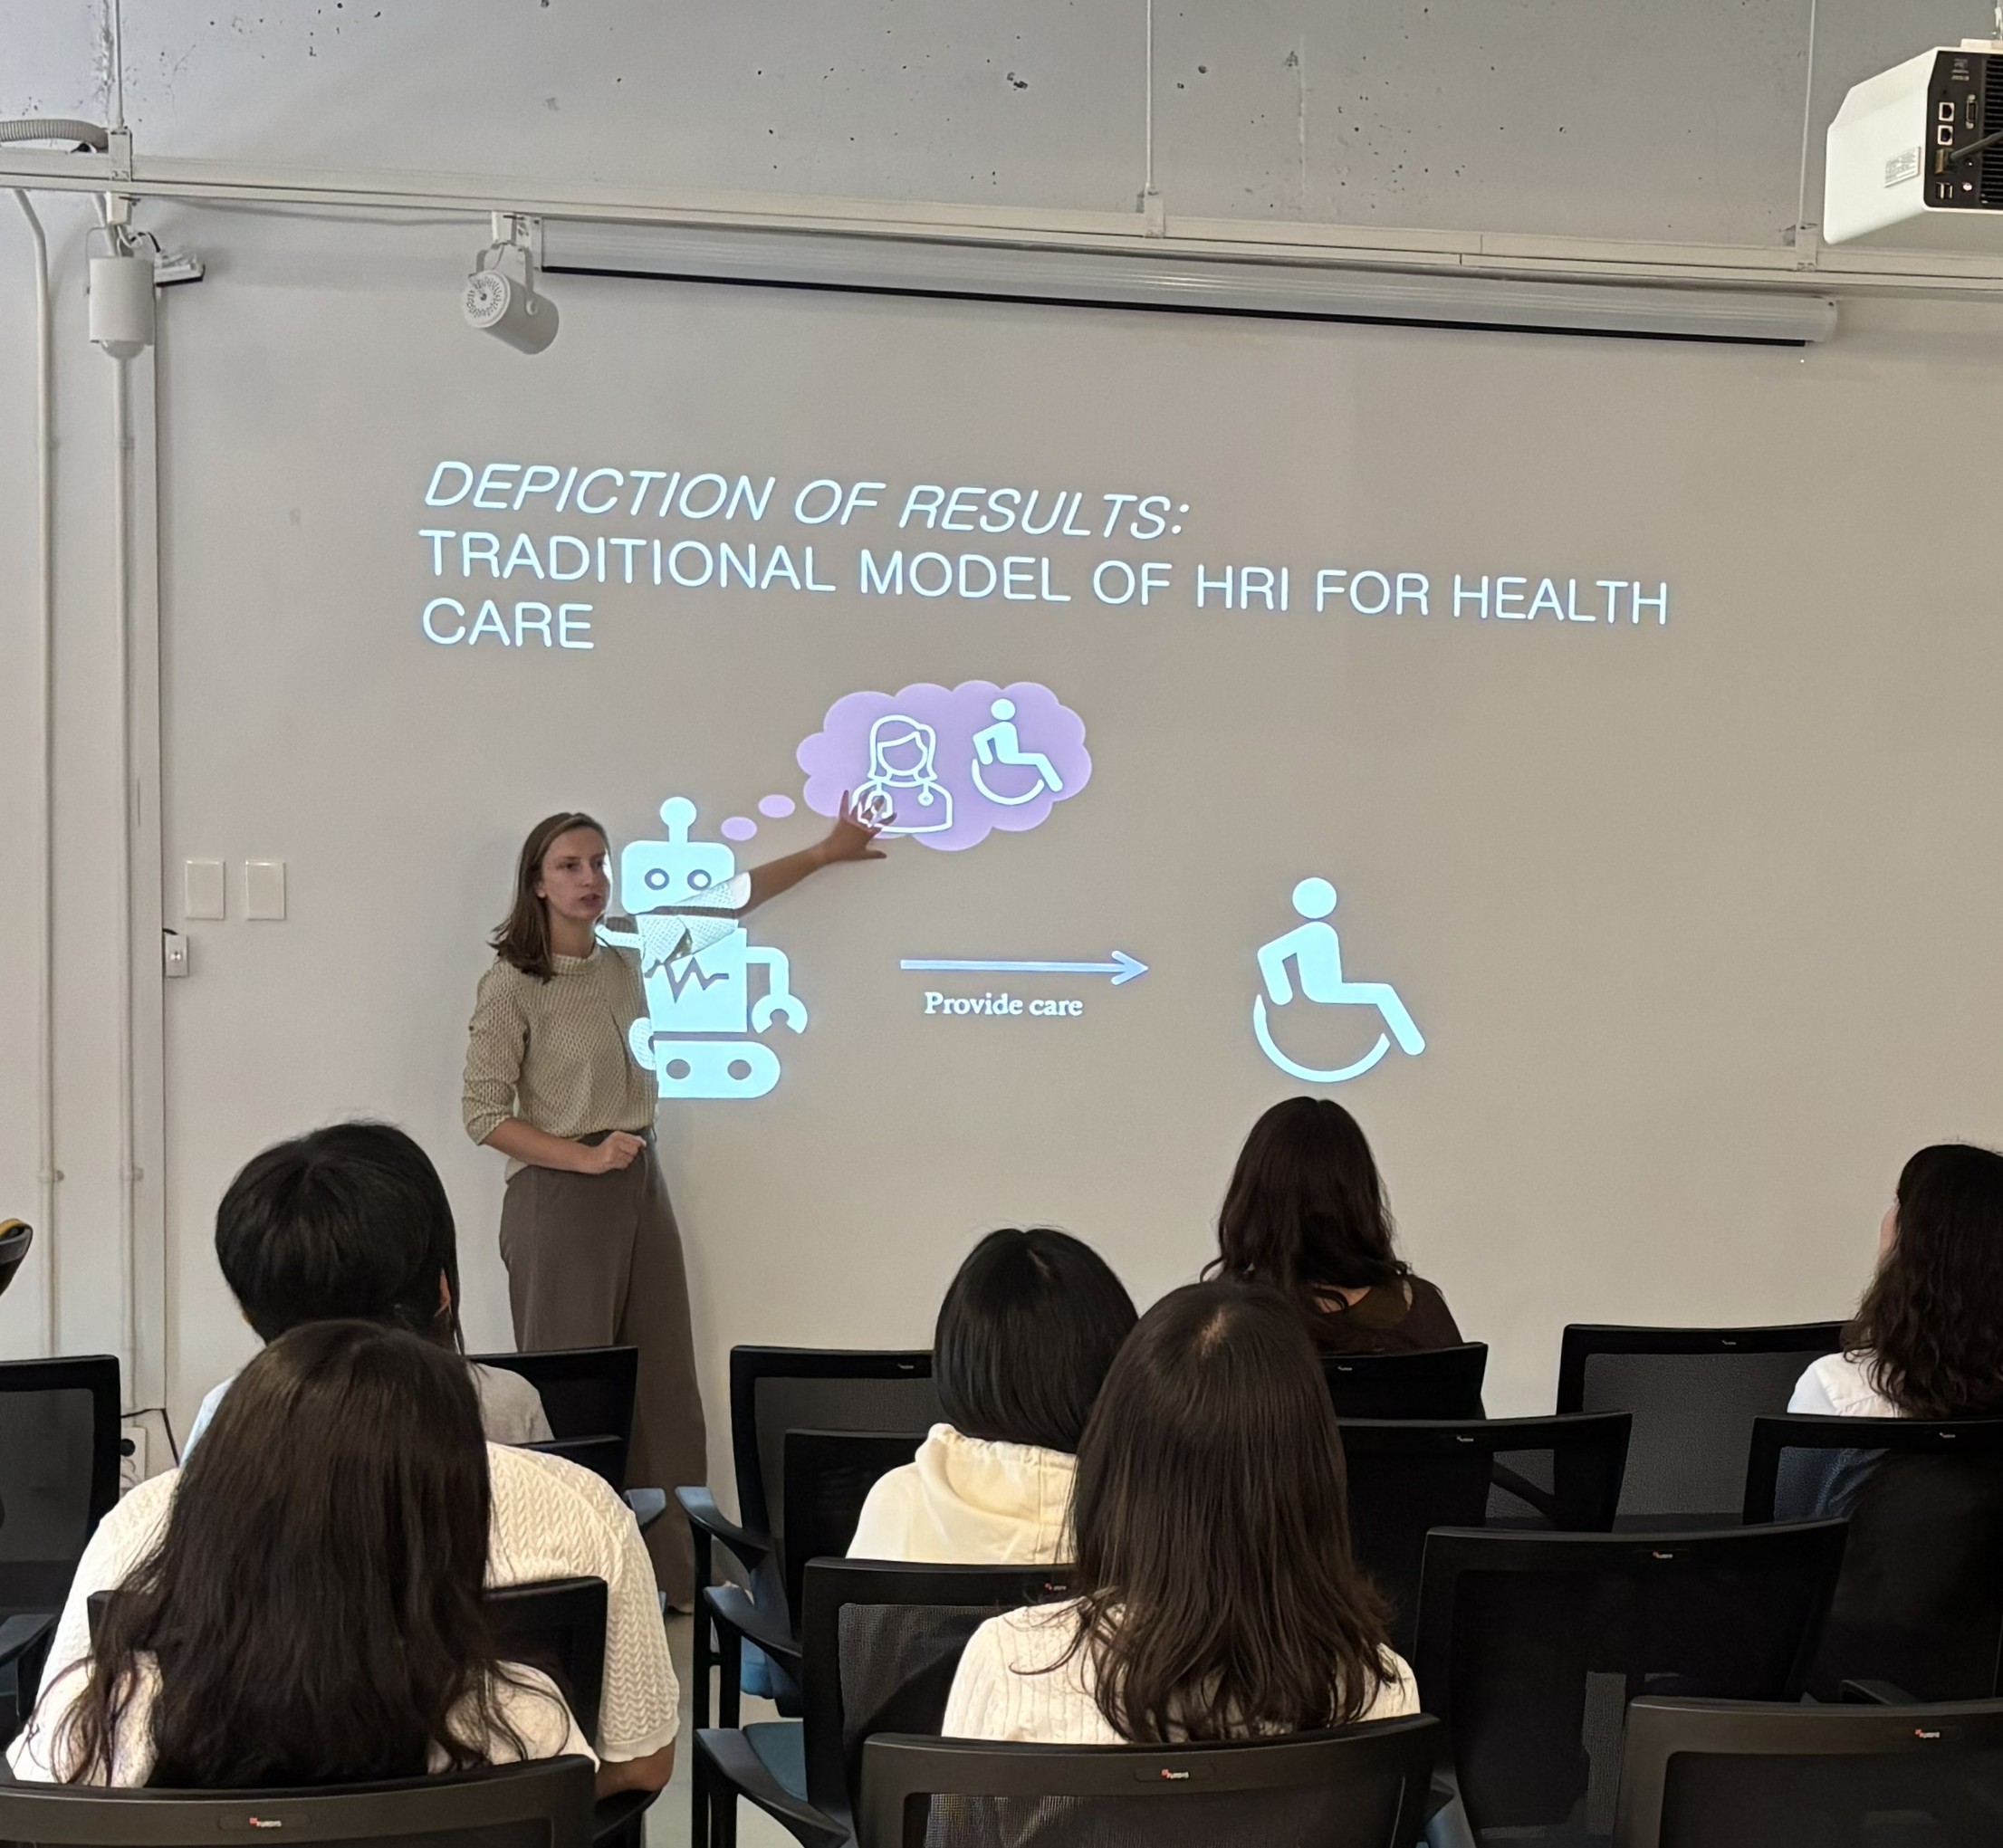 DEPICTION OF RESULTS:
TRADITIONAL MODEL OF HRI FOR HEALTH
CARE
Provide care